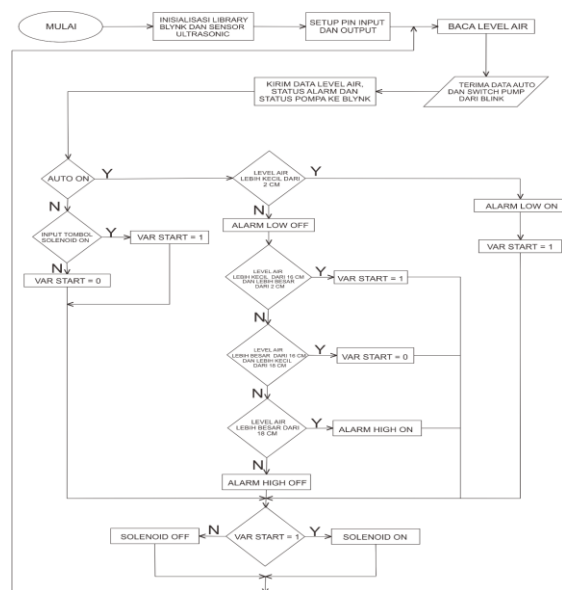 MULAI
INISIALISASI LIBRARY
BLYNK DAN SENSOR
ULTRASONIC
SETUP PIN INPUT
DAN OUTPUT
BACA LEVEL AIR
TERIMA DATA AUTO
DAN SWITCH PUMP
DARI BLINK
KIRIM DATA LEVEL AIR,
STATUS ALARM DAN
STATUS POMPA KE BLYNK
AUTO ON
Y
N
LEVEL AIR
LEBIH KECIL DARI
2 CM
Y
N
ALARM LOW ON
VAR START = 1
INPUT TOMBOL
SOLENOID ON
Y
N
VAR START = 1
VAR START = 0
ALARM LOW OFF
LEVEL AIR
LEBIH KECIL DARI 16 CM
DAN LEBIH BESAR
DARI 2 CM
Y
N
VAR START = 1
LEVEL AIR
LEBIH BESAR DARI 16 CM
DAN LEBIH KECIL
DARI 18 CM
Y
N
VAR START = 0
LEVEL AIR
LEBIH BESAR DARI
18 CM
Y
N
ALARM HIGH ON
ALARM HIGH OFF
VAR START = 1
N
Y
SOLENOID OFF
SOLENOID ON